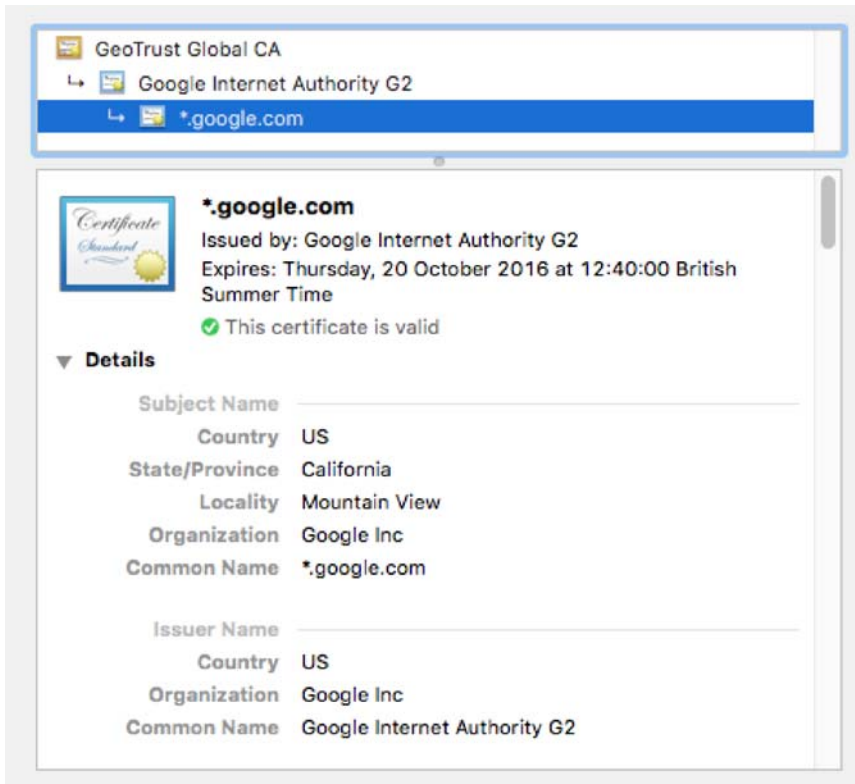 GeoTrust Global CA
Google Internet Authority G2
*.google.com
Certificate
Standard
*.google.com
Issued by: Google Internet Authority G2
Expires: Thursday, 20 October 2016 at 12:40:00 British
Summer Time
This certificate is valid
Details
Subject Name
Country US
State/Province California
Locality Mountain View
Organization Google Inc
Common Name *.google.com
Issuer Name
Country US
Organization Google Inc
Common Name Google Internet Authority G2